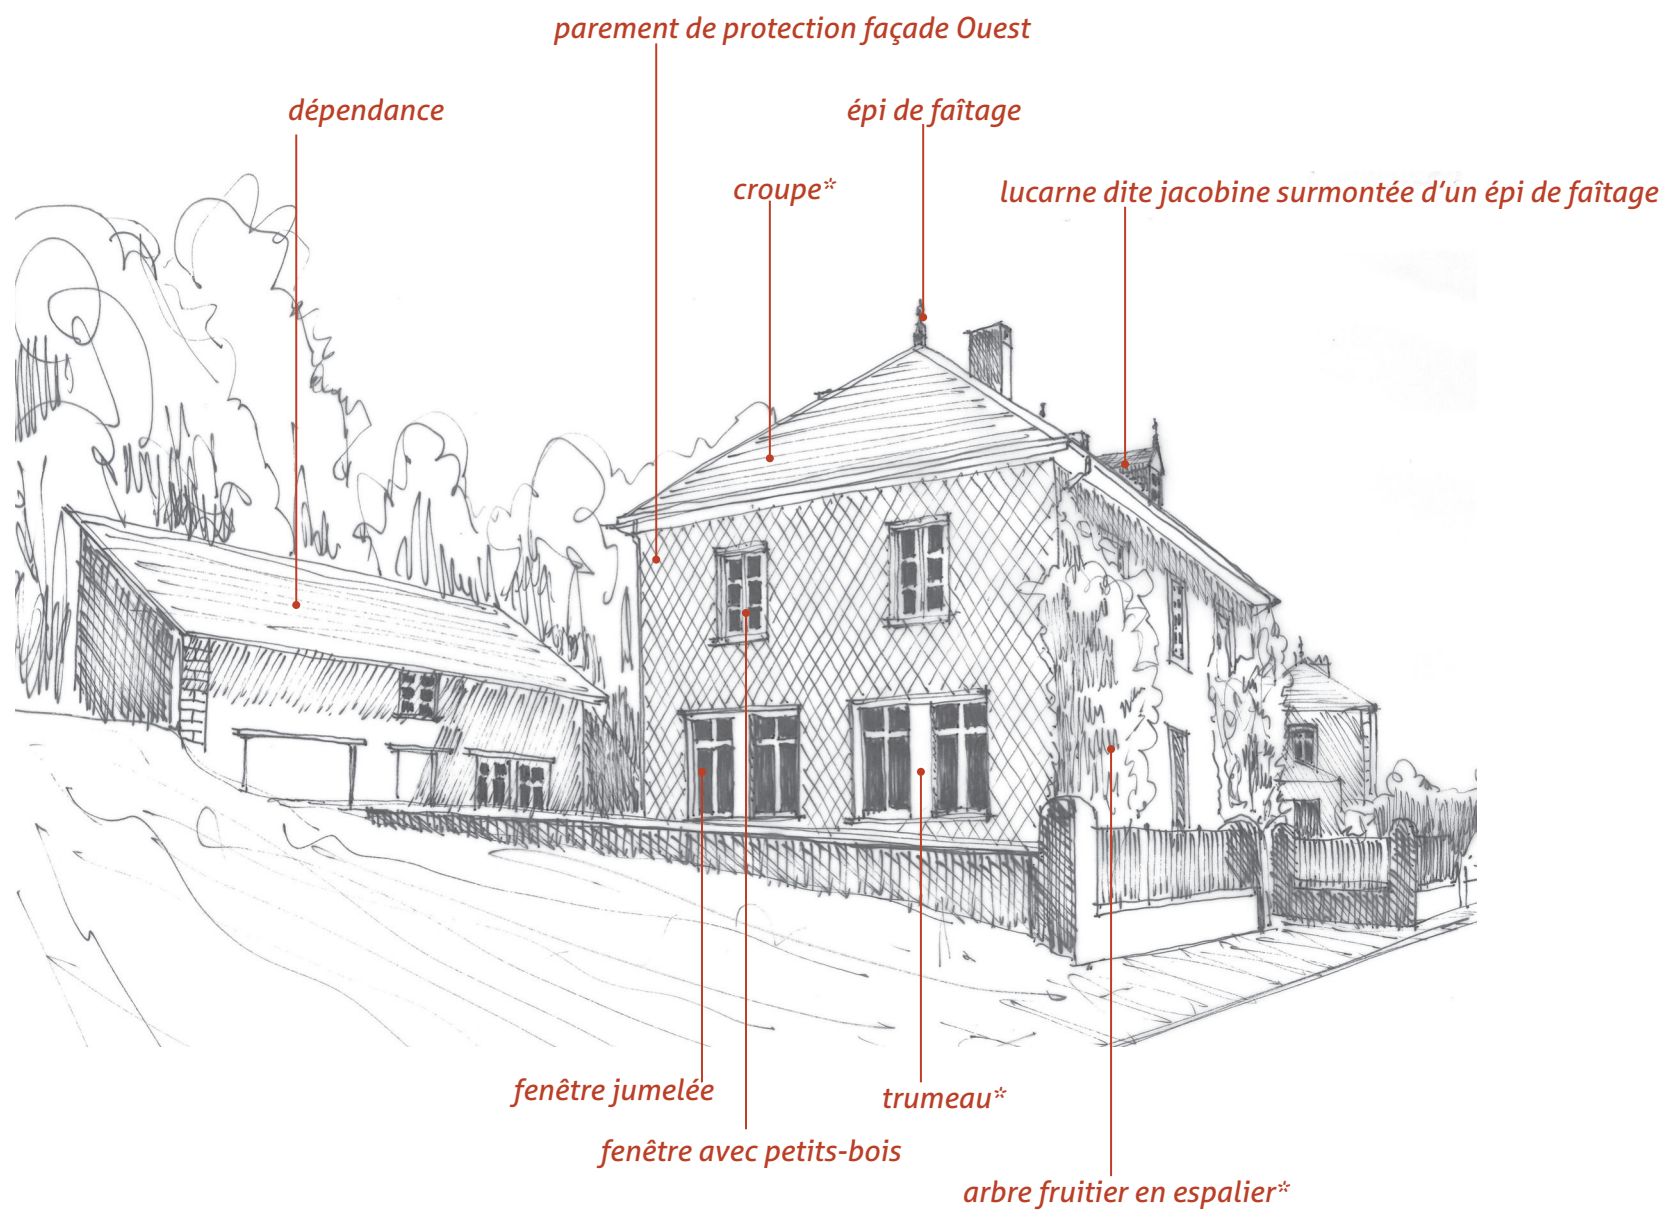 parement de protection façade Ouest
dépendance
épi de faîtage
croupe*
lucarne dite jacobine surmontée d’un épi de faîtage
fenêtre jumelée
trumeau*
fenêtre avec petits-bois
arbre fruitier en espalier*